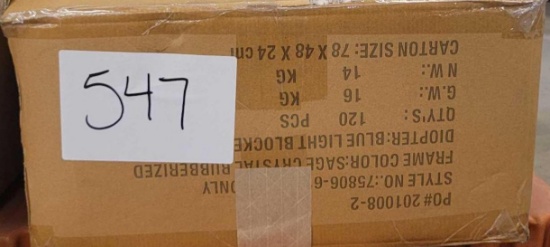 547
PO# 201008-2
STYLE NO.:75806-6 ONLY
FRAME COLOR:SAGE CRYSTAL RUBBERIZED
DIOPTER:BLUE LIGHT BLOCKE
QTY'S: 120 PCS
G.W.: 16 KG
N W.: 14 KG
CARTON SIZE: 78 X 48 X 24 cm